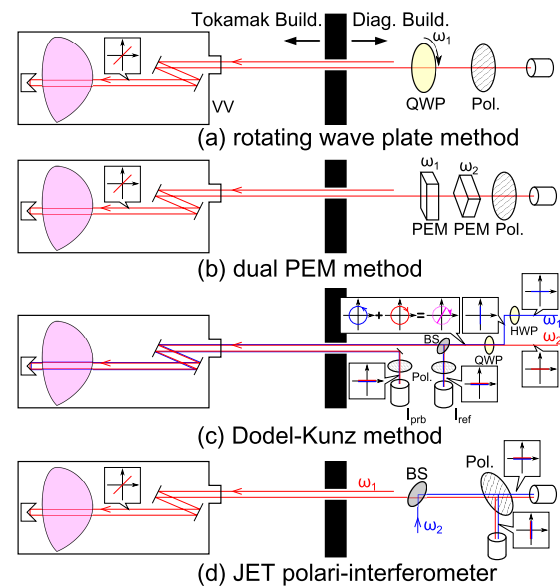 Tokamak Build. Diag. Build.
ω1
VV
QWP Pol.
(a) rotating wave plate method
ω1 ω2
PEM PEM Pol.
(b) dual PEM method
+ =
HWP ω1
BS
QWP ω2
Pol.
Iprb Iref
(c) Dodel-Kunz method
Pol.
BS
ω1
ω2
(d) JET polari-interferometer